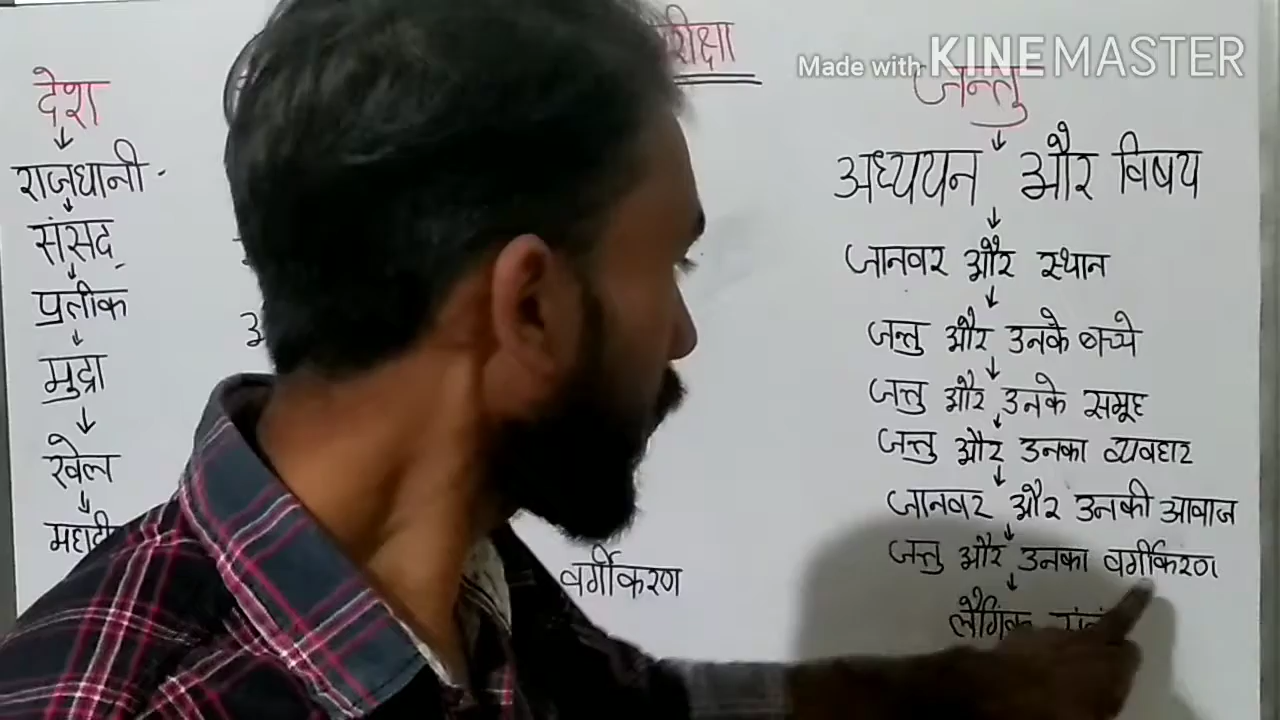 Made with KINEMASTER
देश
राजधानी
संसद
प्रतीक
मुद्रा
खेल
वर्गीकरण
जन्तु
अध्ययन और विषय
जानवर और स्थान
जन्तु और उनके बच्चे
जन्तु और उनके समूह
जन्तु और उनका व्यवहार
जानवर और उनकी आवाज
जन्तु और उनका वर्गीकरण
लैंगिक